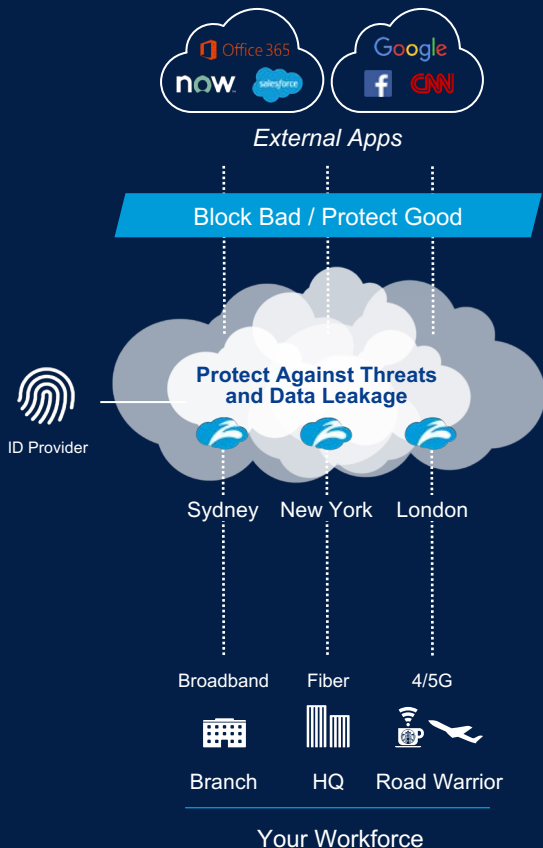 Office 365
Google
now
salesforce
f
CNN
External Apps
Block Bad / Protect Good
Protect Against Threats
and Data Leakage
ID Provider
Sydney New York London
Broadband Fiber 4/5G
Branch HQ Road Warrior
Your Workforce